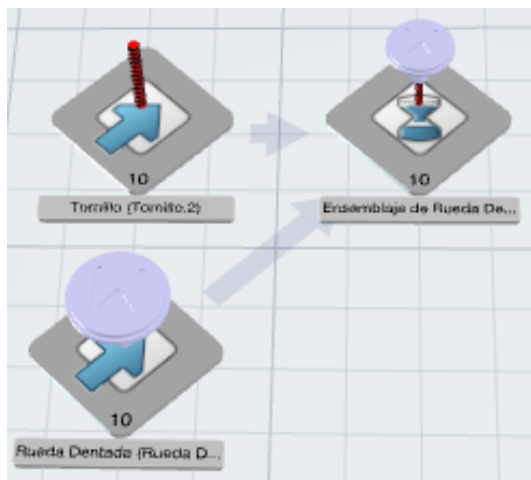 10
10
Tornillo (Tornillo.2)
Ensamblaje de Rueda De...
10
Rueda Dentada (Rueda D...